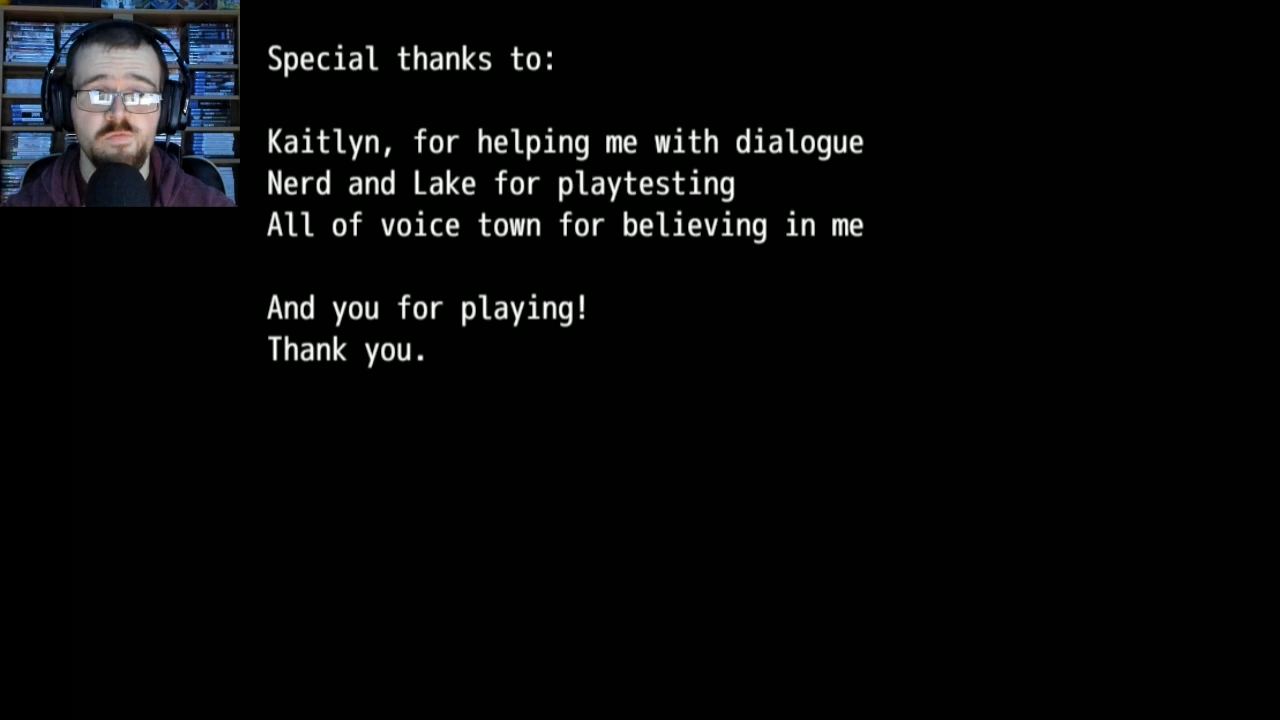 Special thanks to:
Kaitlyn, for helping me with dialogue
Nerd and Lake for playtesting
All of voice town for believing in me
And you for playing!
Thank you.